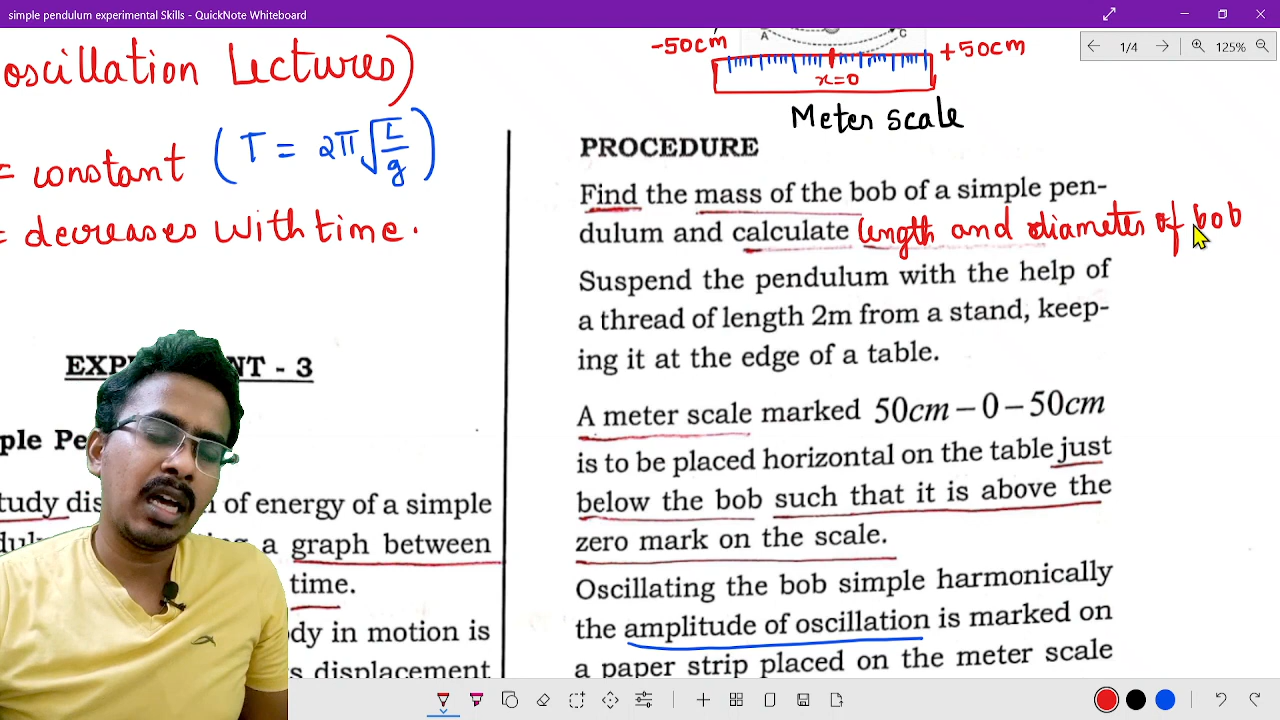 simple pendulum experimental Skills - QuickNote Whiteboard
1/4
125%
-50cm
A
C
+50cm
x=0
Meter scale
oscillation Lectures)
= constant (T = 2π√L/g)
= decreases with time.
EXP NT - 3
ple Pe
tudy dis n of energy of a simple
a graph between
time.
dy in motion is
s displacement
PROCEDURE
Find the mass of the bob of a simple pen-
dulum and calculate length and diameter of bob
Suspend the pendulum with the help of
a thread of length 2m from a stand, keep-
ing it at the edge of a table.
A meter scale marked 50cm – 0 – 50cm
is to be placed horizontal on the table just
below the bob such that it is above the
zero mark on the scale.
Oscillating the bob simple harmonically
the amplitude of oscillation is marked on
a paper strip placed on the meter scale